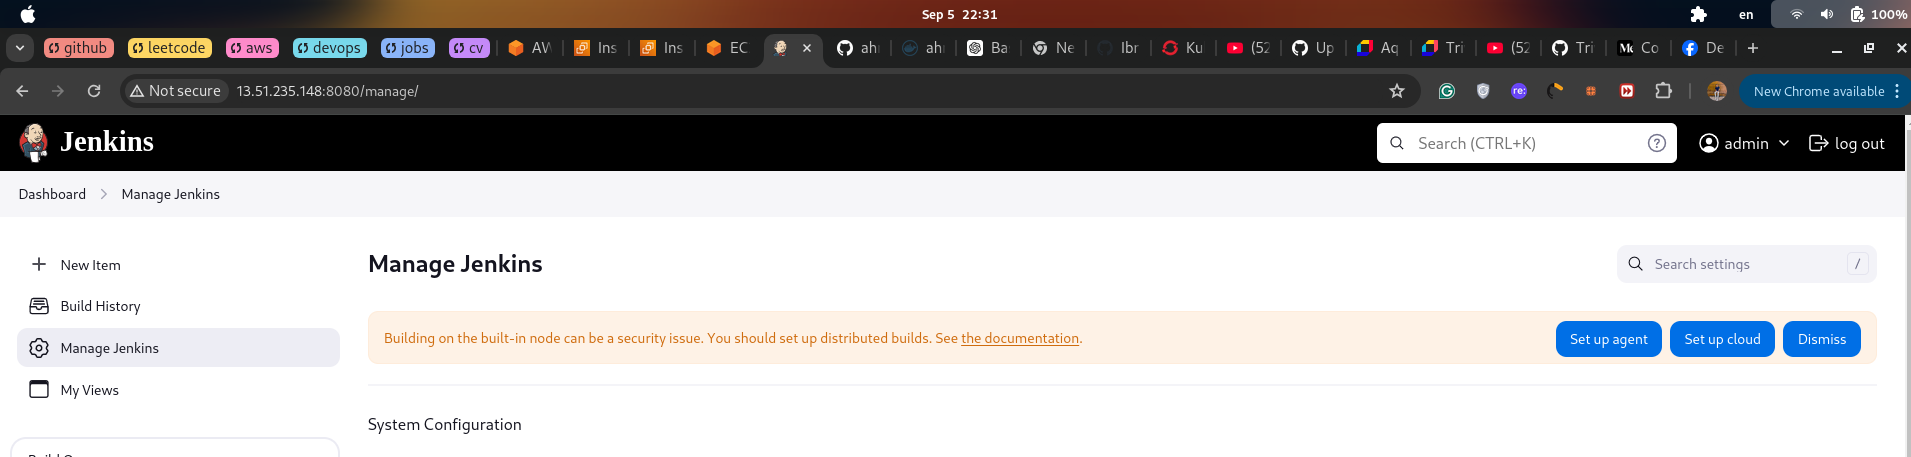 Sep 5 22:31
en
100%
github leetcode aws devops jobs cv AW Ins Ins EC ahr ahr Ba Ne Ibr Ku (52 Up Aq Tri (52 Tri Co De
Not secure 13.51.235.148:8080/manage/ New Chrome available
Jenkins Search (CTRL+K) ? admin log out
Dashboard Manage Jenkins
New Item
Build History
Manage Jenkins
My Views
Manage Jenkins Search settings /
Building on the built-in node can be a security issue. You should set up distributed builds. See the documentation. Set up agent Set up cloud Dismiss
System Configuration